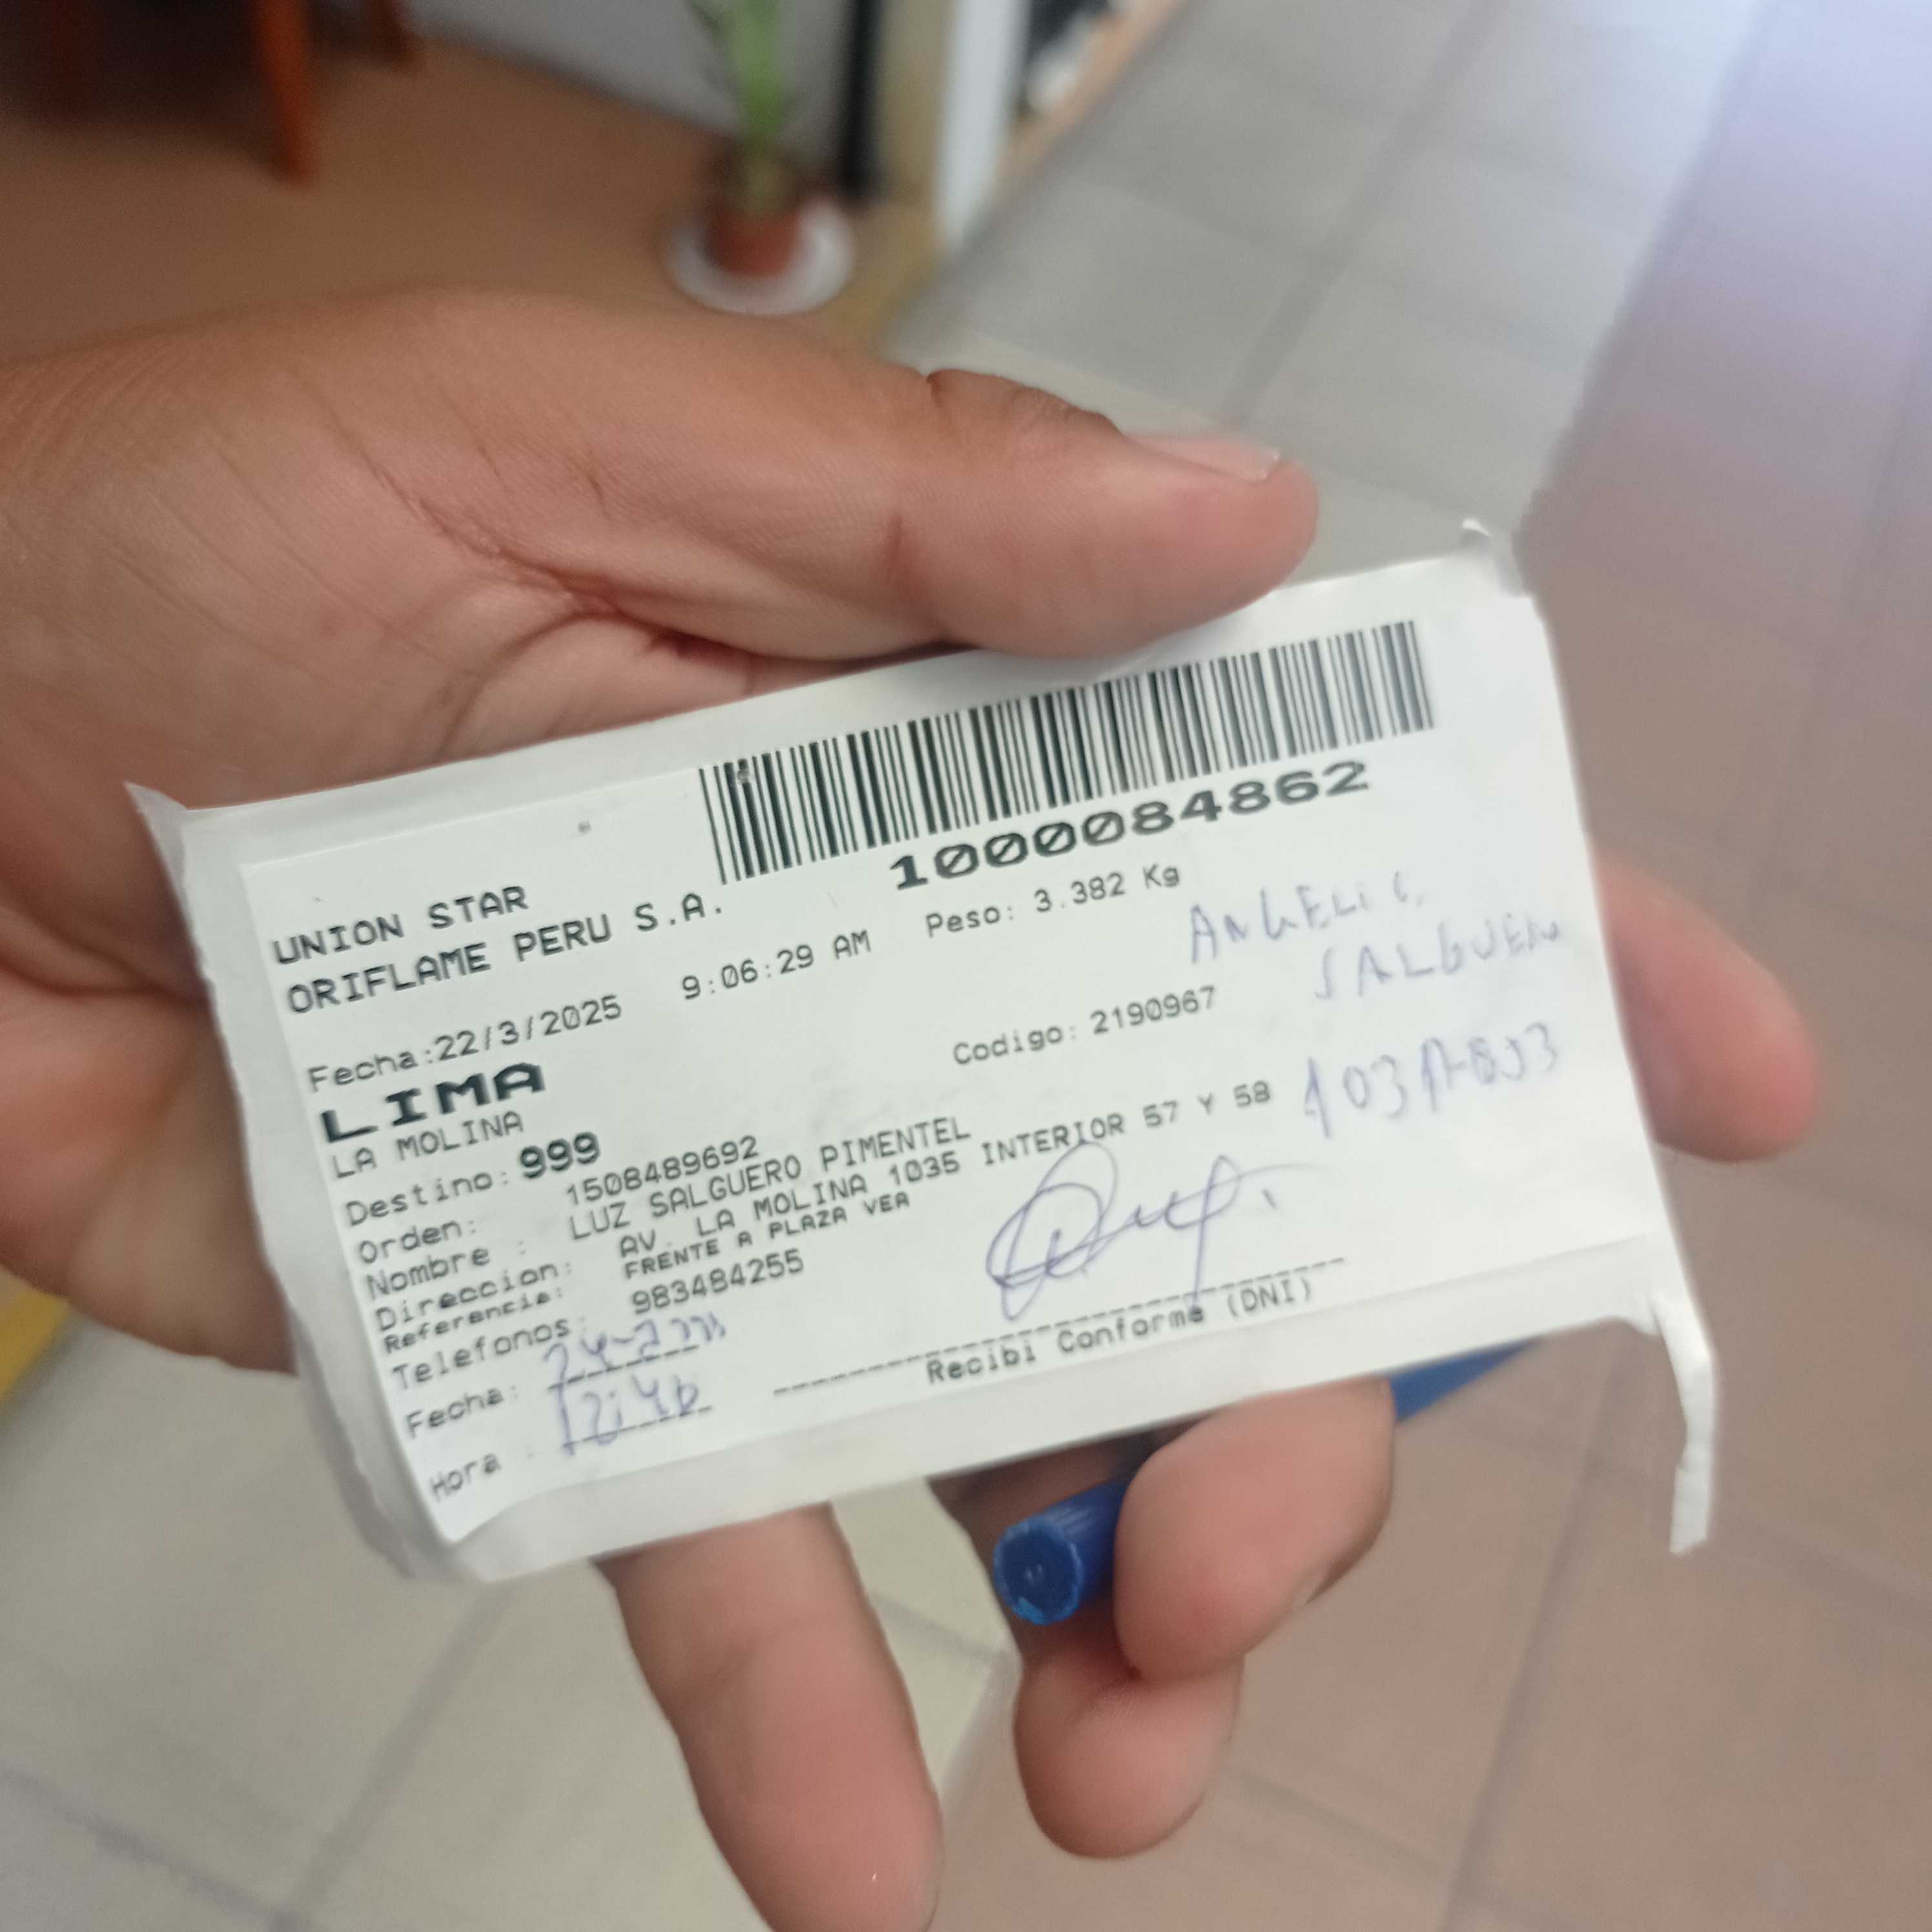 1000084862
UNION STAR
ORIFLAME PERU S.A.
Fecha:22/3/2025 9:06:29 AM Peso: 3.382 Kg
LIMA
LA MOLINA Codigo: 2190967
Destino: 999
Orden: 1508489692
Nombre : LUZ SALGUERO PIMENTEL
Direccion: AV. LA MOLINA 1035 INTERIOR 57 Y 58
Referencia: FRENTE A PLAZA VEA
Telefonos: 983484255
Fecha:
Hora :
Recibi Conforme (DNI)
SALGUERO